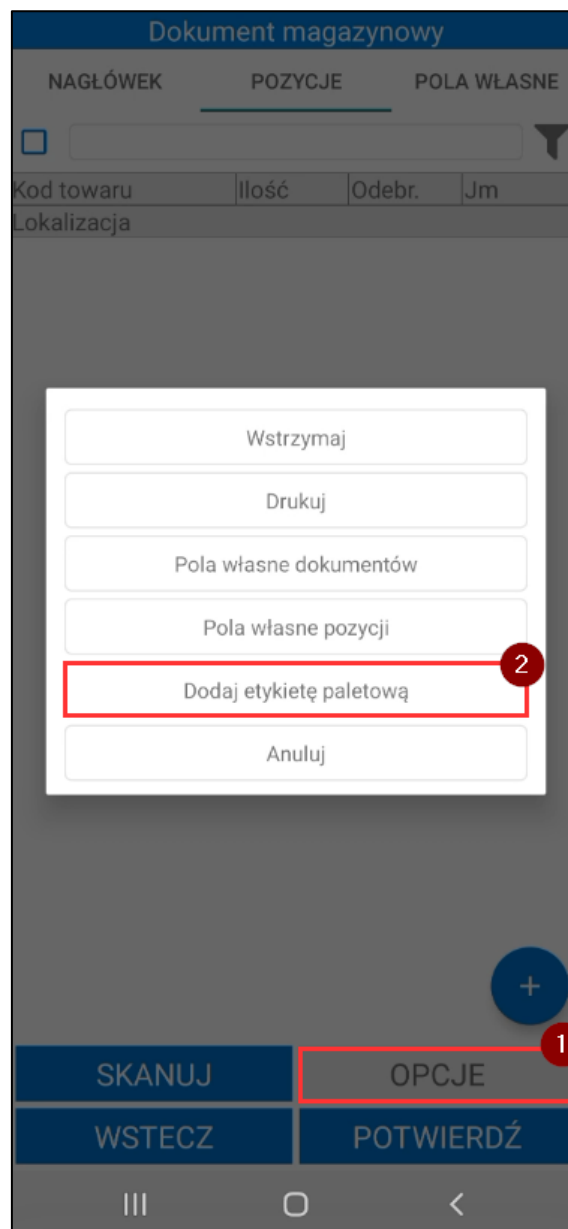 Dokument magazynowy
NAGŁÓWEK POZYCJE POLA WŁASNE
Kod towaru Ilość Odebr. Jm
Lokalizacja
Wstrzymaj
Drukuj
Pola własne dokumentów
Pola własne pozycji
2
Dodaj etykietę paletową
Anuluj
+
1
SKANUJ OPCJE
WSTECZ POTWIERDŹ